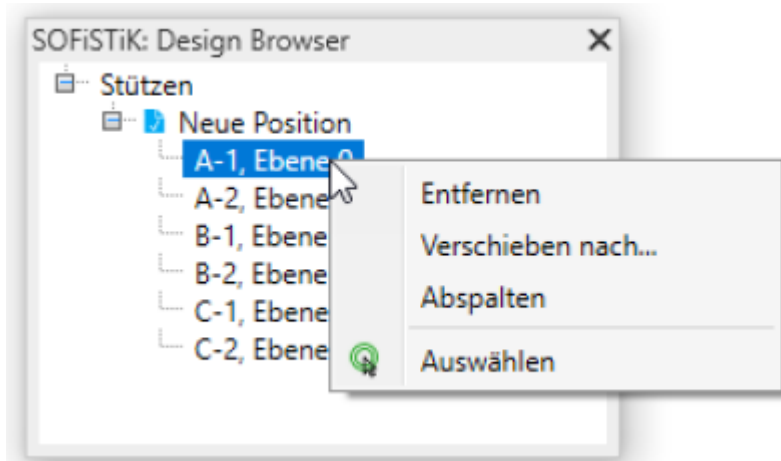 SOFiSTiK: Design Browser
Stützen
Neue Position
A-1, Ebene 0
A-2, Ebene
B-1, Ebene
B-2, Ebene
C-1, Ebene
C-2, Ebene
Entfernen
Verschieben nach...
Abspalten
Auswählen